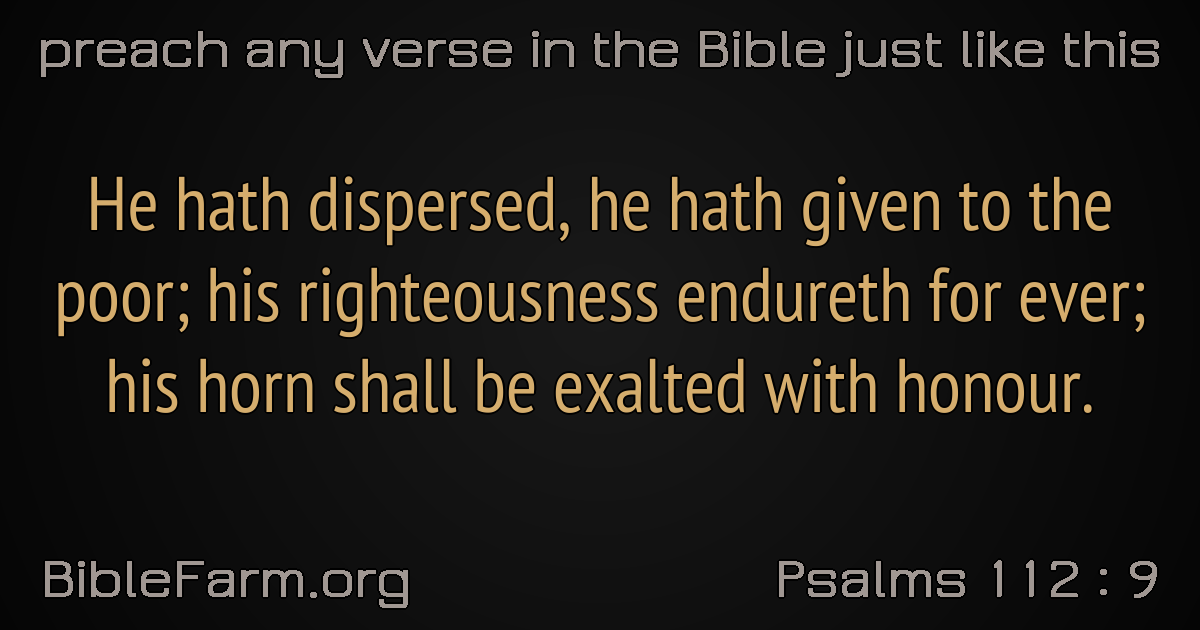 preach any verse in the Bible just like this
He hath dispersed, he hath given to the
poor; his righteousness endureth for ever;
his horn shall be exalted with honour.
BibleFarm.org
Psalms 112 : 9